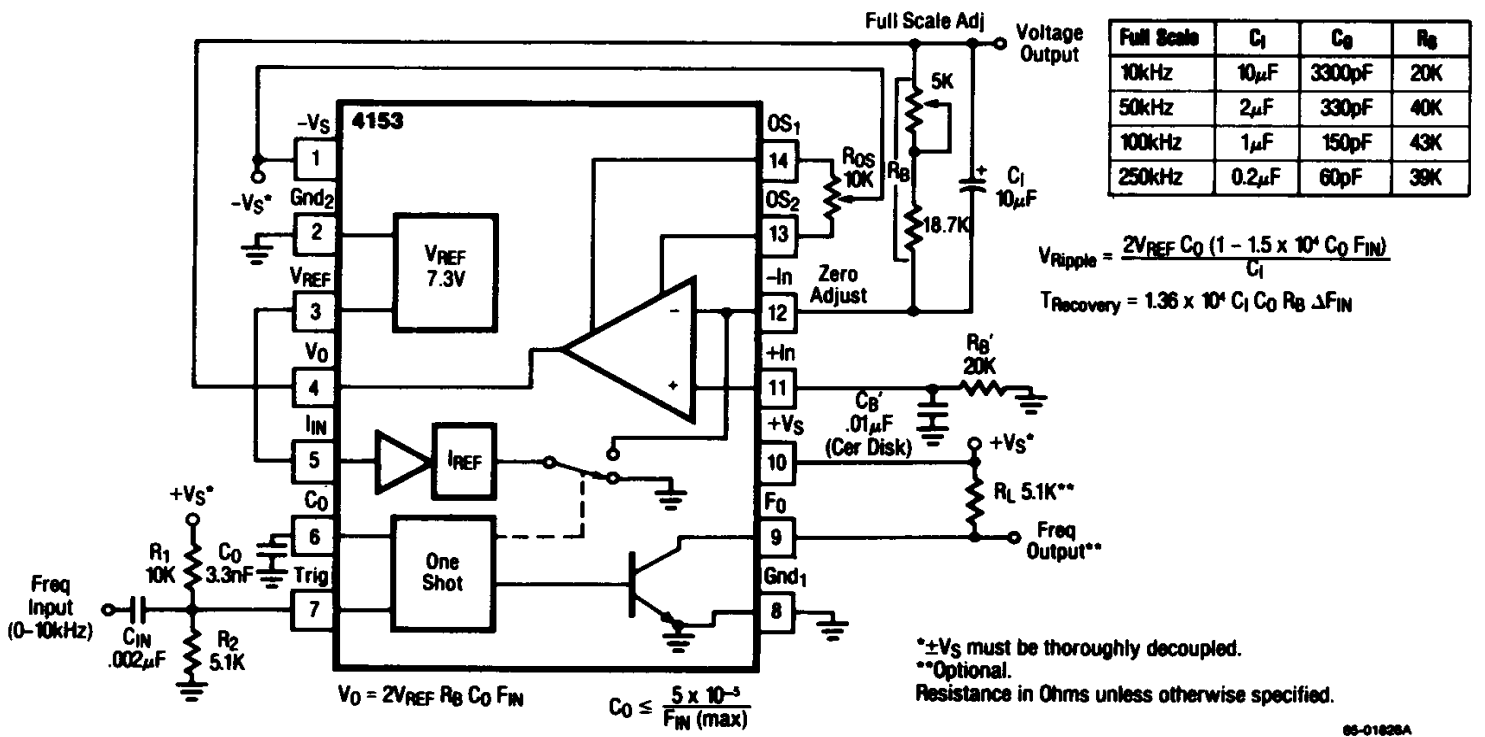 Full Scale Adj
Voltage
Output
Full Scale CI CO RB
10kHz 10μF 3300pF 20K
50kHz 2μF 330pF 40K
100kHz 1μF 150pF 43K
250kHz 0.2μF 60pF 39K
5K
RB
18.7K
+
CI
10μF
4153
–VS
1
–VS*
Gnd2
2
VREF
7.3V
VREF
3
VO
4
IIN
5
IREF
CO
6
One
Shot
Trig
7
OS1
14
ROS
10K
OS2
13
–In
12
Zero
Adjust
–
+
+In
11
RB'
20K
CB'
.01μF
(Cer Disk)
+VS
10
+VS*
RL 5.1K**
FO
9
Freq
Output**
Gnd1
8
+VS*
R1
10K
CO
3.3nF
Freq
Input
(0–10kHz)
CIN
.002μF
R2
5.1K
VRipple = 2VREF CO (1 – 1.5 x 10⁴ CO FIN)
CI
TRecovery = 1.36 x 10⁴ CI CO RB ΔFIN
VO = 2VREF RB CO FIN
CO ≤ 5 x 10⁻⁵
FIN (max)
*±VS must be thoroughly decoupled.
**Optional.
Resistance in Ohms unless otherwise specified.
65-01826A